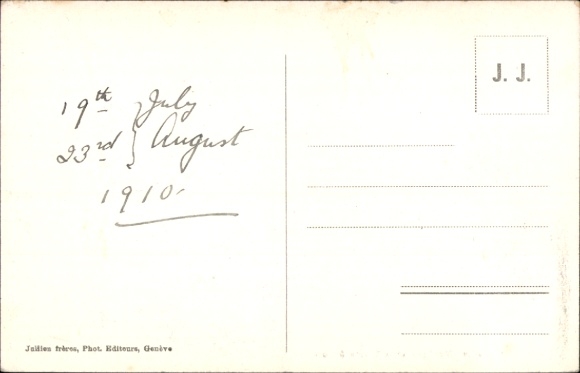 19th } July
23rd } August
1910.
J. J.
Jullien frères, Phot. Editeurs, Genève